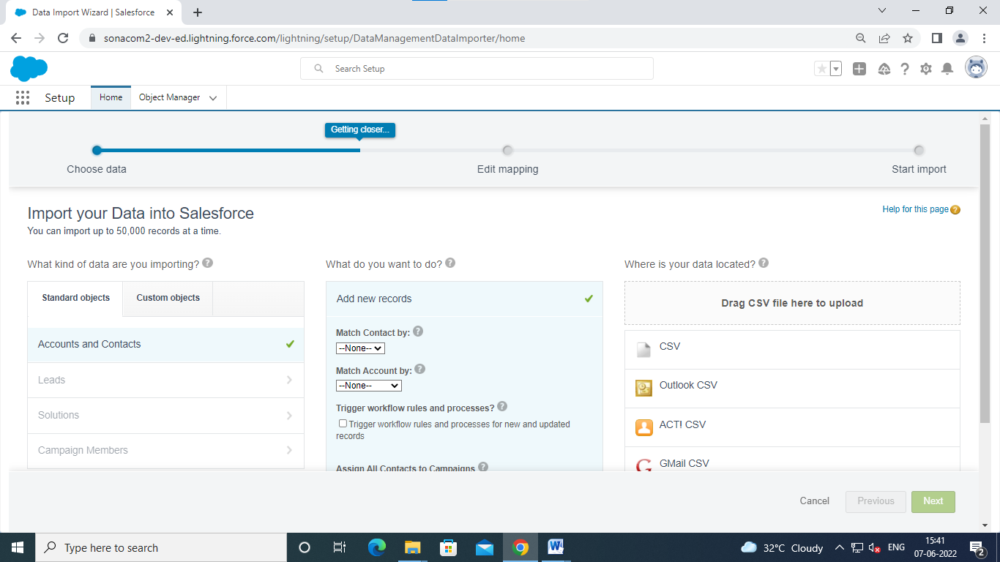 Data Import Wizard | Salesforce
sonacom2-dev-ed.lightning.force.com/lightning/setup/DataManagementDataImporter/home
Search Setup
Setup
Home
Object Manager
Getting closer...
Choose data
Edit mapping
Start import
Import your Data into Salesforce
Help for this page
You can import up to 50,000 records at a time.
What kind of data are you importing?
Standard objects
Custom objects
Accounts and Contacts
Leads
Solutions
Campaign Members
What do you want to do?
Add new records
Match Contact by:
--None--
Match Account by:
--None--
Trigger workflow rules and processes?
Trigger workflow rules and processes for new and updated
records
Assign All Contacts to Campaigns
Where is your data located?
Drag CSV file here to upload
CSV
Outlook CSV
ACT! CSV
GMail CSV
Cancel
Previous
Next
Type here to search
32°C Cloudy
ENG
15:41
07-06-2022
2